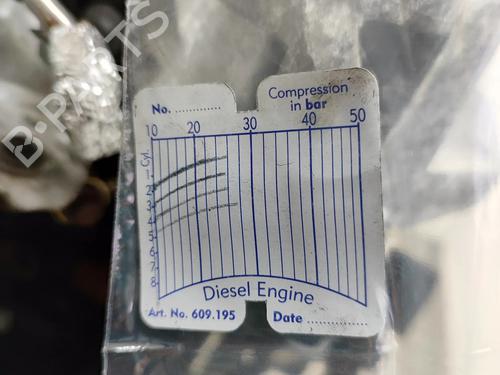 B-PARTS
No. ..............
Compression
in bar
10 20 30 40 50
Cyl.
1
2
3
4
5
6
7
8
Diesel Engine
Art. No. 609.195
Date ..................